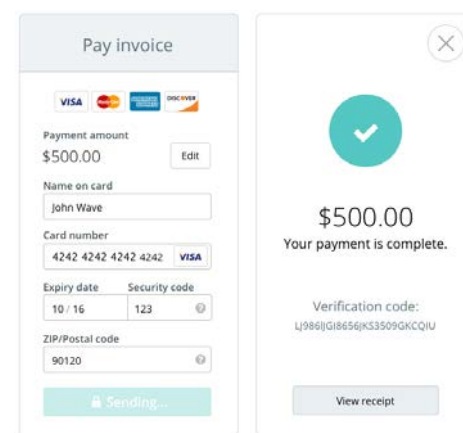 Pay invoice
VISA MasterCard DISCOVER
Payment amount
$500.00 Edit
Name on card
John Wave
Card number
4242 4242 4242 4242 VISA
Expiry date Security code
10 / 16 123
ZIP/Postal code
90120
Sending...
$500.00
Your payment is complete.
Verification code:
View receipt